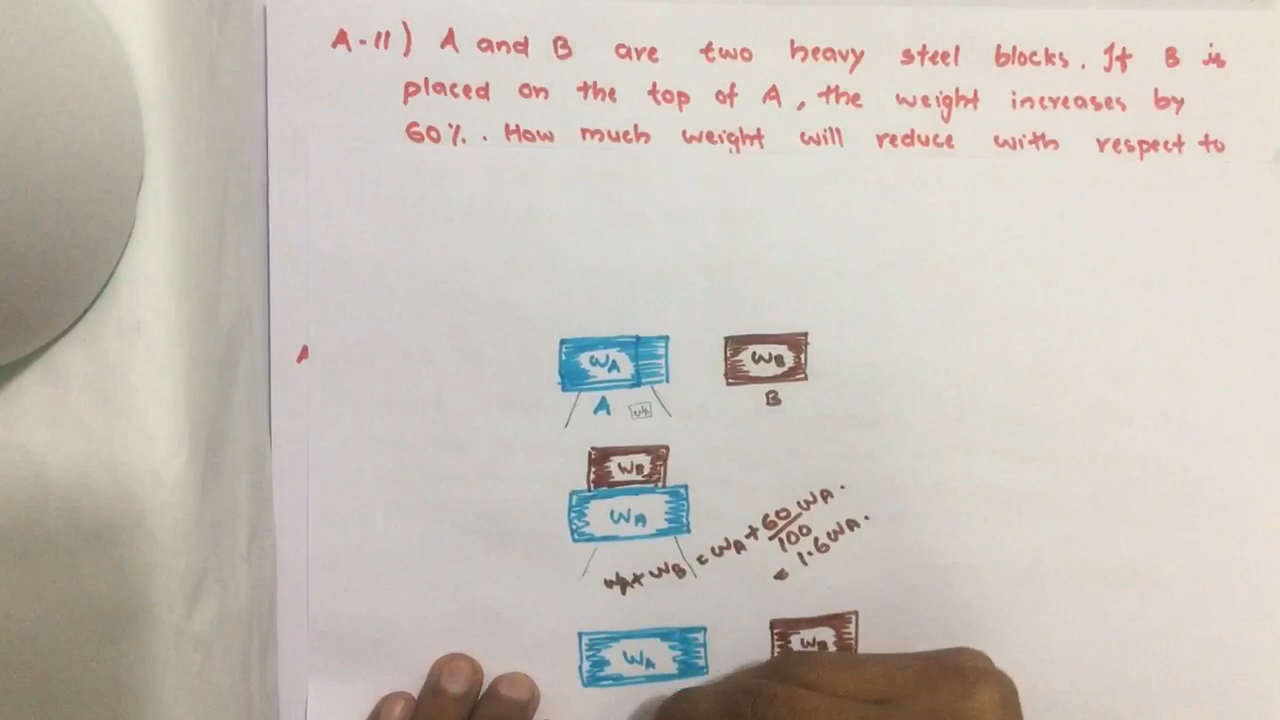 A-11) A and B are two heavy steel blocks. If B is
placed on the top of A, the weight increases by
60%. How much weight will reduce with respect to
WA
WB
A
WA
B
WB
WA
WA + WB = WA + 60/100 WA.
= 1.6 WA.
WA
WB